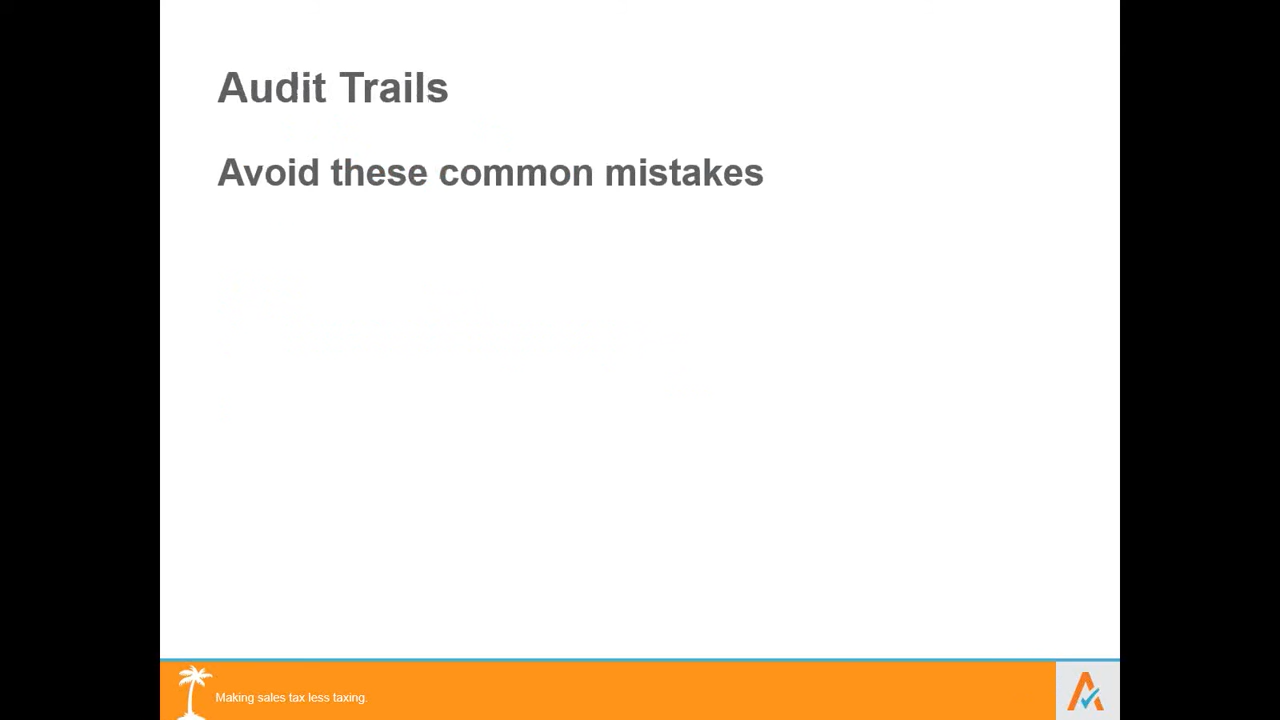 Audit Trails
Avoid these common mistakes
Making sales tax less taxing.